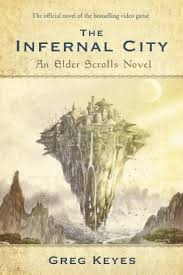 The official novel of the bestselling video game
THE
INFERNAL CITY
An Elder Scrolls Novel
GREG KEYES